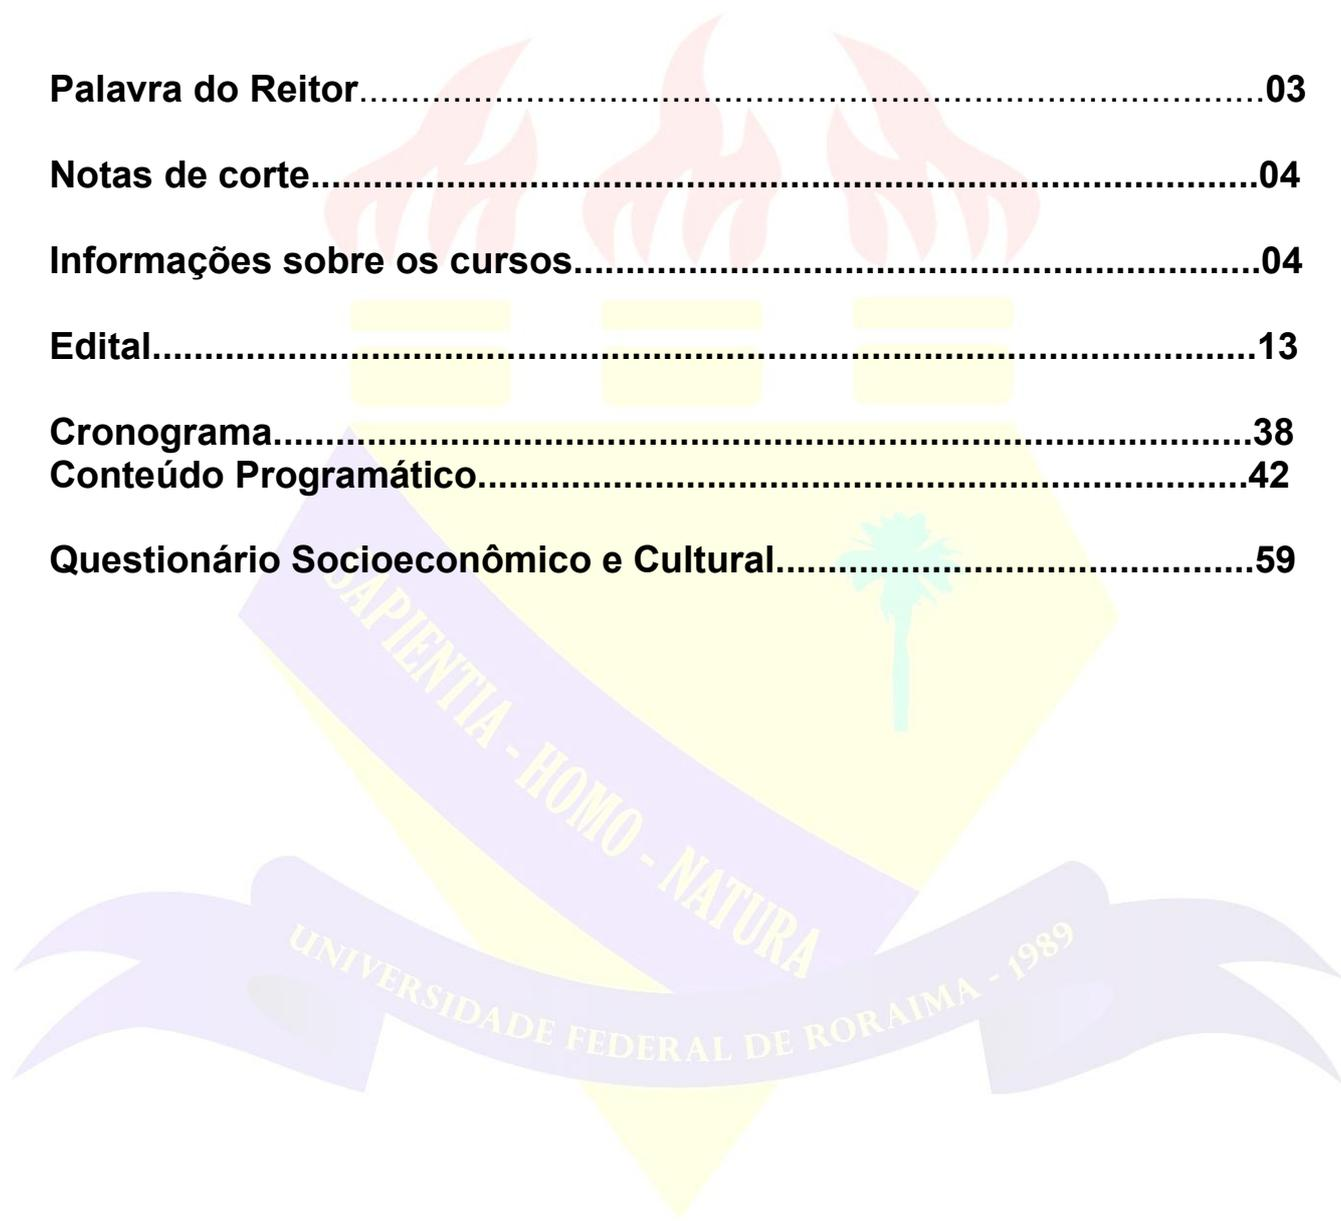 Palavra do Reitor.......................................................................................03
Notas de corte...........................................................................................04
Informações sobre os cursos..................................................................04
Edital..........................................................................................................13
Cronograma..............................................................................................38
Conteúdo Programático..........................................................................42
Questionário Socioeconômico e Cultural..............................................59
SAPIENTIA - HOMO - NATURA
UNIVERSIDADE FEDERAL DE RORAIMA - 1989